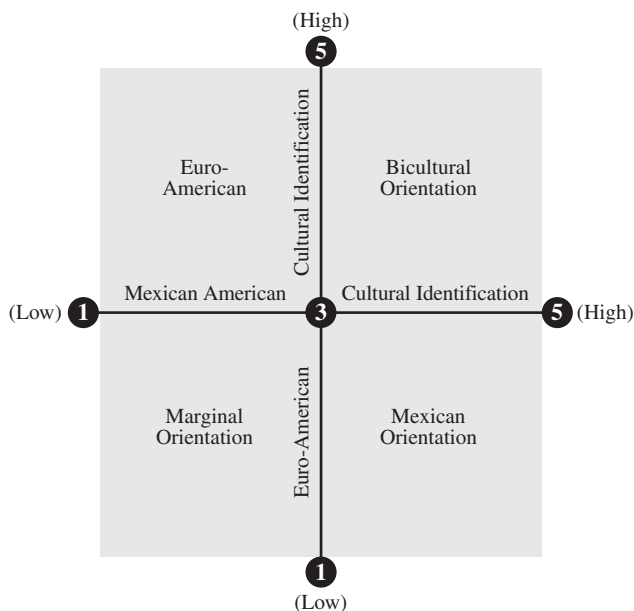 (High)
5
Cultural Identification
Euro-
American
Bicultural
Orientation
Mexican American
Cultural Identification
(Low) 1
3
5 (High)
Euro-American
Marginal
Orientation
Mexican
Orientation
1
(Low)